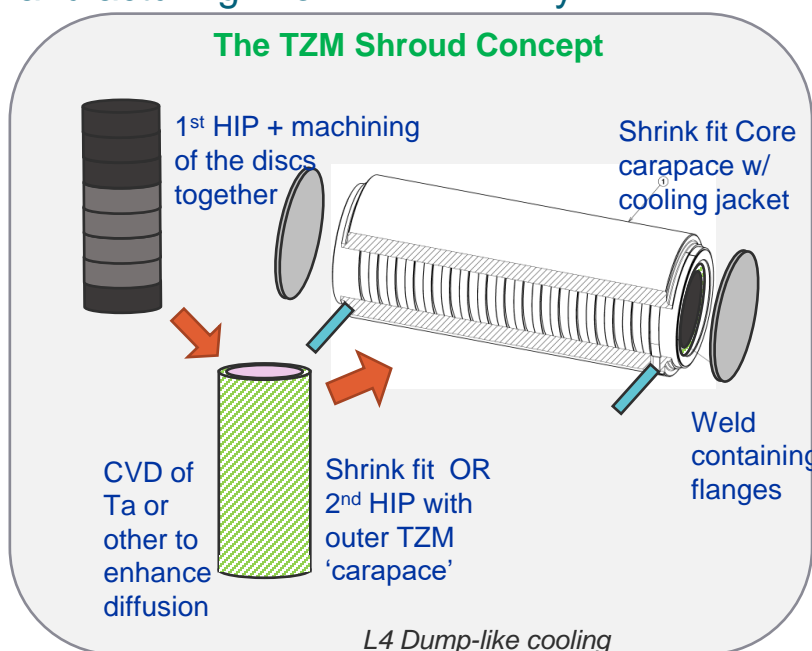 The TZM Shroud Concept
1st HIP + machining
of the discs
together
Shrink fit Core
carapace w/
cooling jacket
1
CVD of
Ta or
other to
enhance
diffusion
Shrink fit OR
2nd HIP with
outer TZM
‘carapace’
Weld
containing
flanges
L4 Dump-like cooling